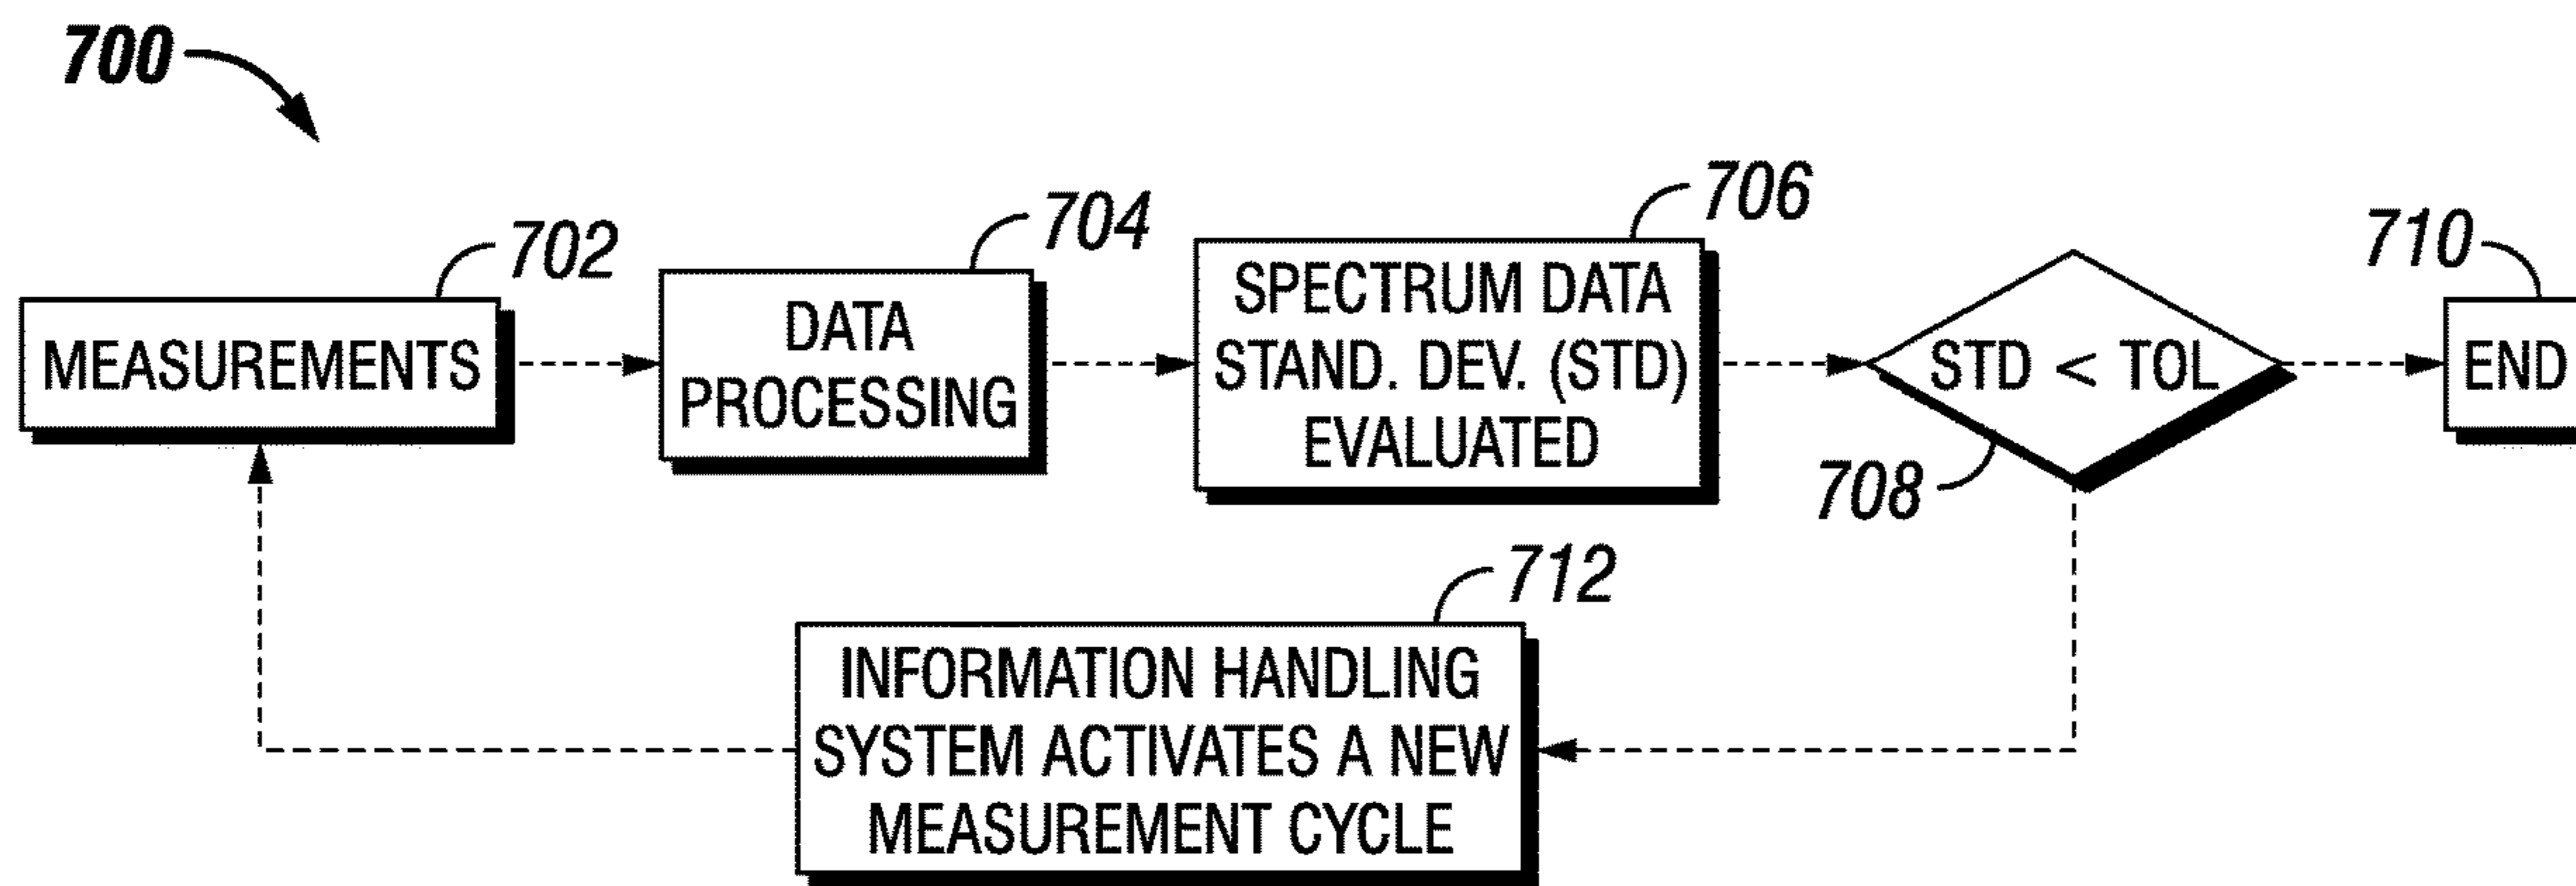 700
702
MEASUREMENTS
704
DATA
PROCESSING
706
SPECTRUM DATA
STAND. DEV. (STD)
EVALUATED
STD < TOL
708
710
END
712
INFORMATION HANDLING
SYSTEM ACTIVATES A NEW
MEASUREMENT CYCLE